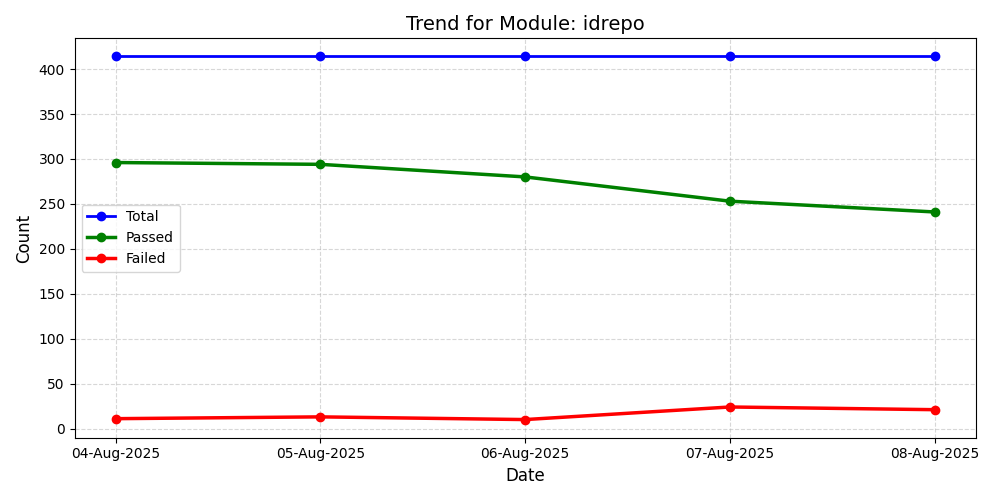 Trend for Module: idrepo
400
350
300
250
200
150
100
50
0
Count
Total
Passed
Failed
04-Aug-2025
05-Aug-2025
06-Aug-2025
07-Aug-2025
08-Aug-2025
Date